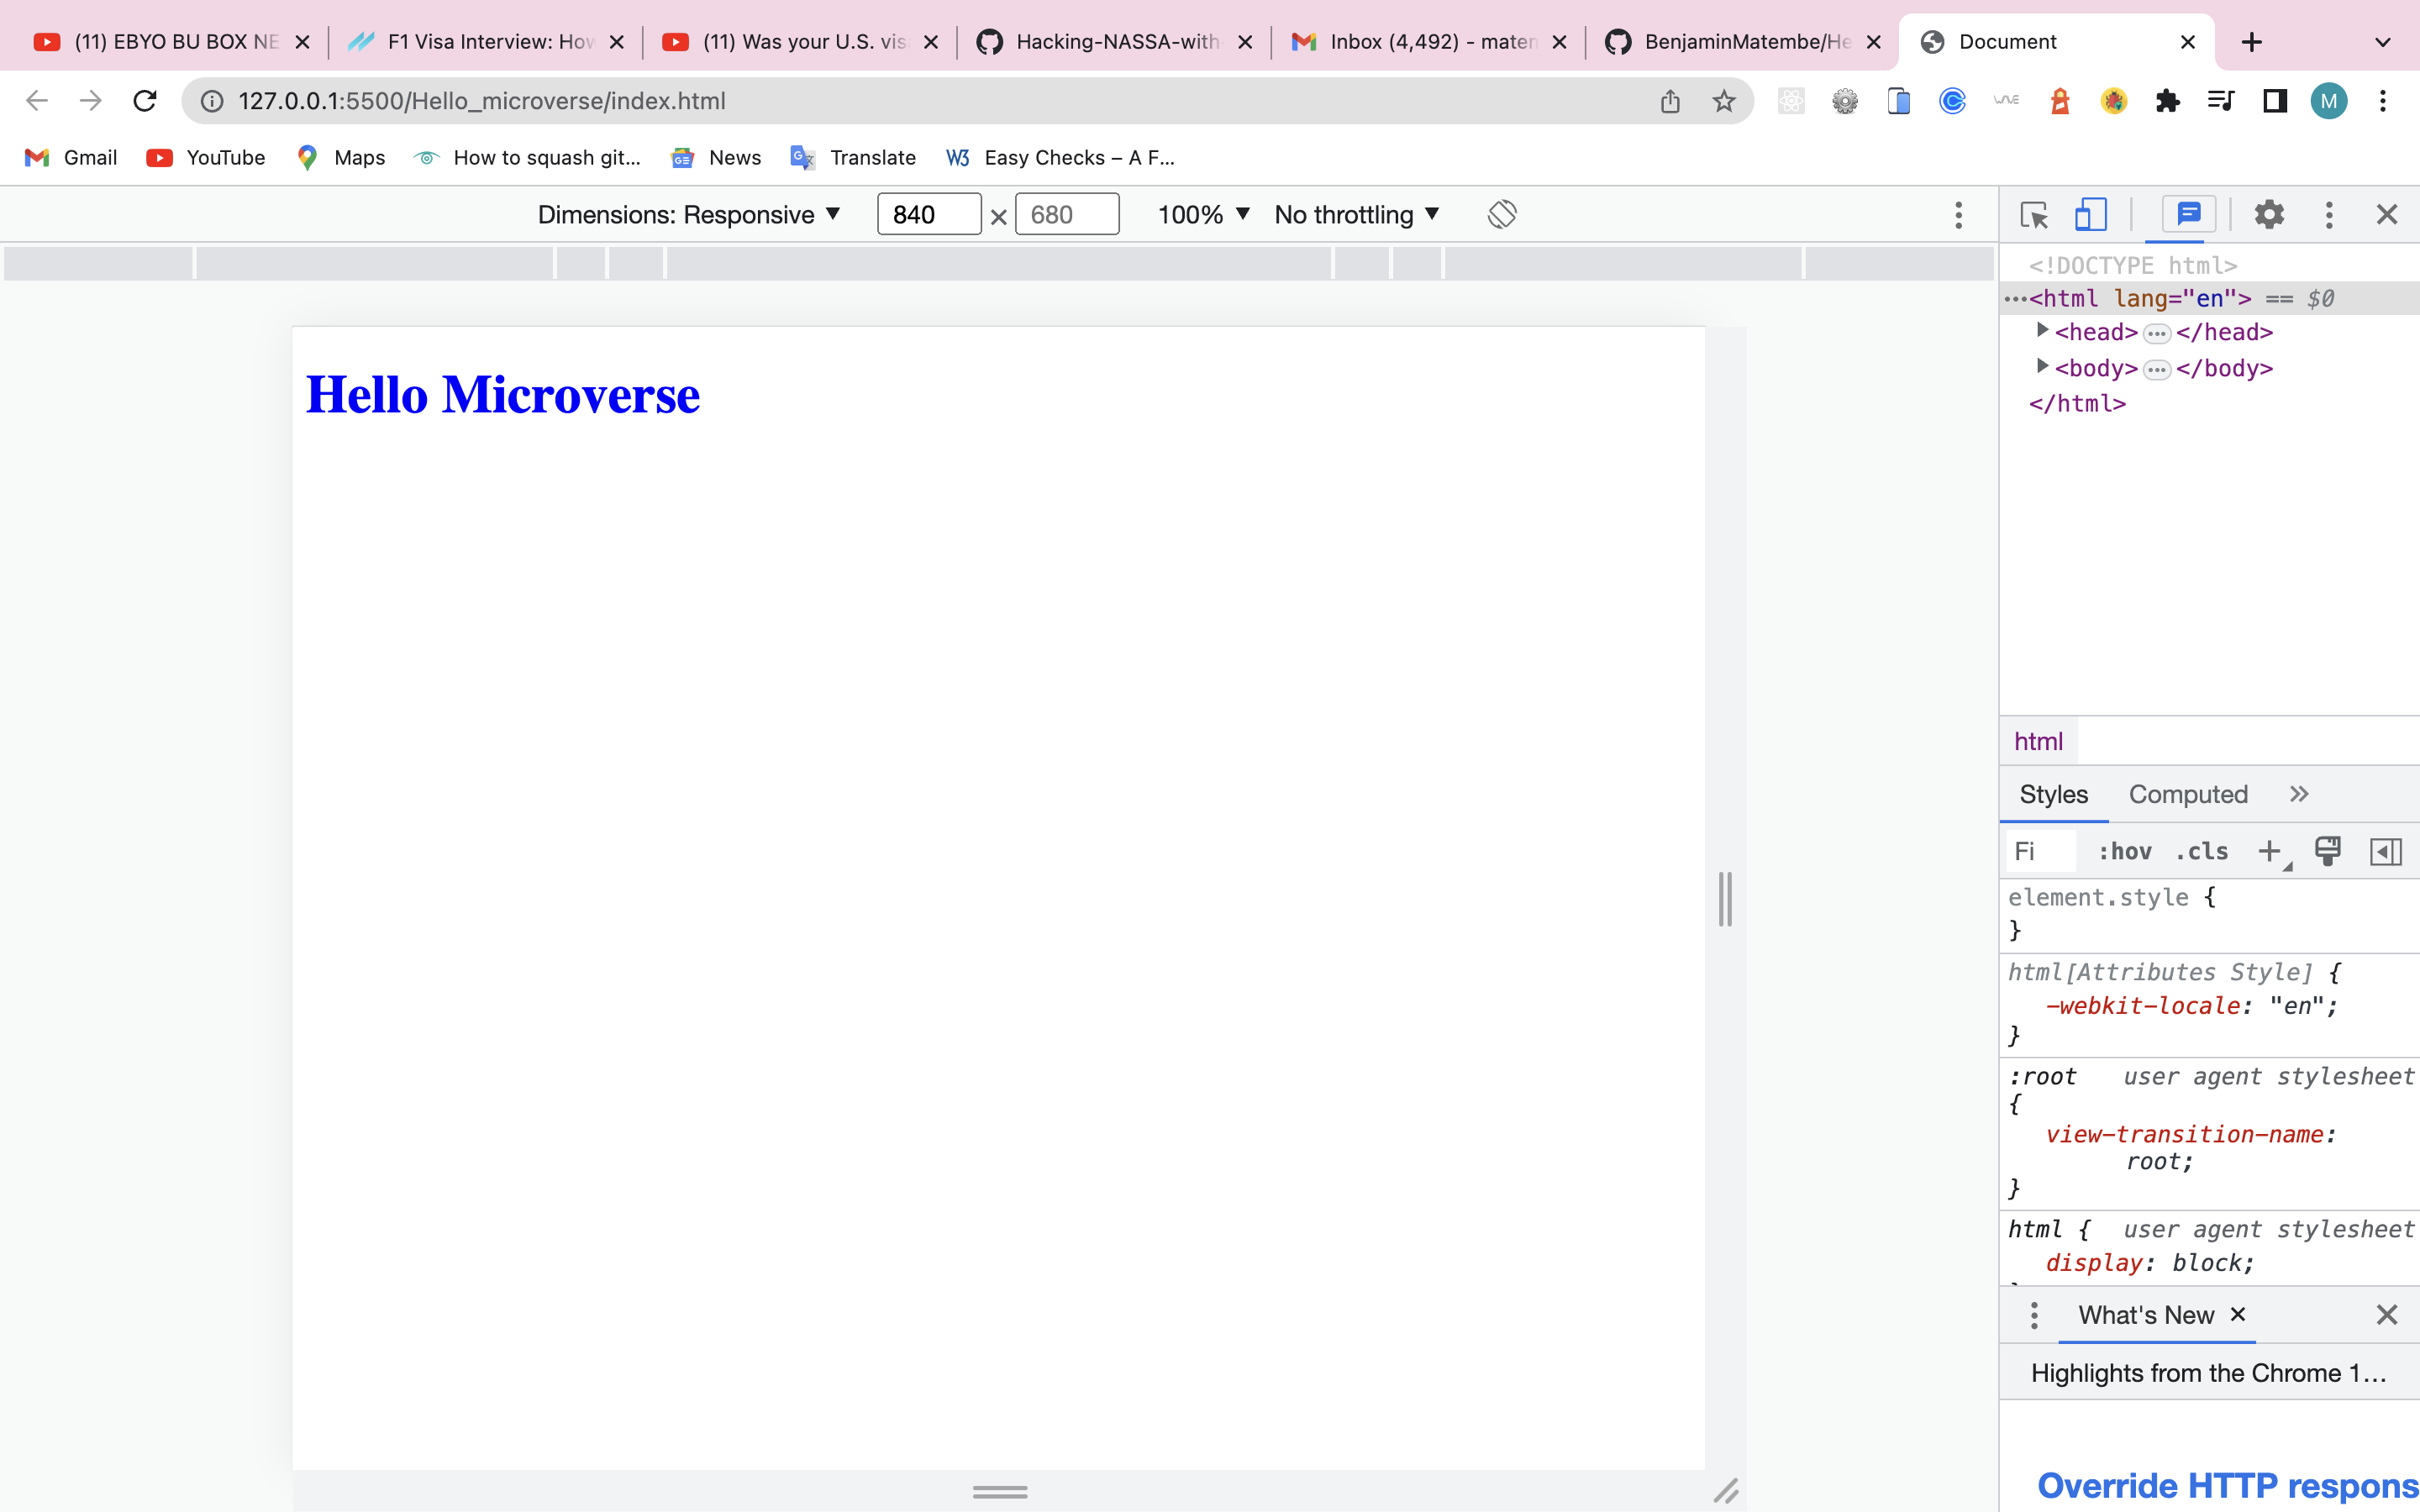 (11) EBYO BU BOX NE
F1 Visa Interview: How
(11) Was your U.S. vis
Hacking-NASSA-with-
Inbox (4,492) - matem
BenjaminMatembe/He
Document
127.0.0.1:5500/Hello_microverse/index.html
M
Gmail
YouTube
Maps
How to squash git...
News
Translate
W3 Easy Checks – A F...
Dimensions: Responsive 840 × 680 100% No throttling
Hello Microverse
<!DOCTYPE html>
<html lang="en"> == $0
<head> ... </head>
<body> ... </body>
</html>
html
Styles Computed
Fi :hov .cls
element.style {
}
html[Attributes Style] {
-webkit-locale: "en";
}
:root user agent stylesheet
{
view-transition-name:
root;
}
html { user agent stylesheet
display: block;
What's New
Highlights from the Chrome 1...
Override HTTP respons